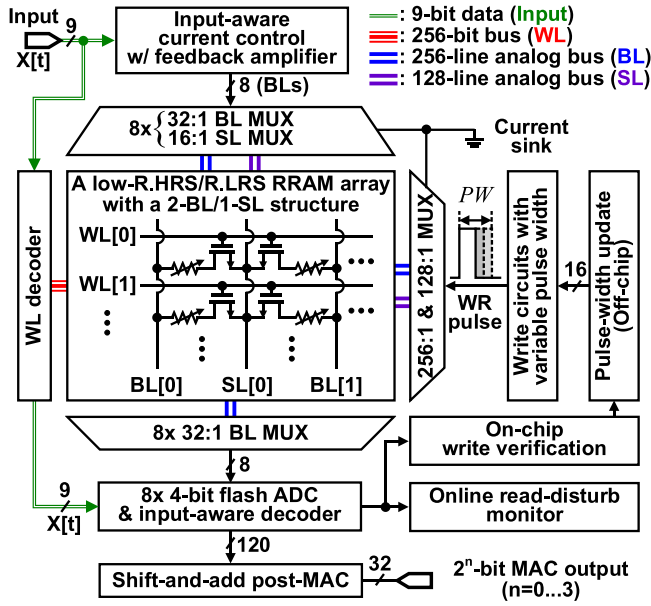 Input
9
X[t]
Input-aware
current control
w/ feedback amplifier
: 9-bit data (Input)
: 256-bit bus (WL)
: 256-line analog bus (BL)
: 128-line analog bus (SL)
8 (BLs)
8x { 32:1 BL MUX
16:1 SL MUX
Current
sink
WL decoder
A low-R.HRS/R.LRS RRAM array
with a 2-BL/1-SL structure
WL[0]
WL[1]
BL[0]
SL[0]
BL[1]
256:1 & 128:1 MUX
PW
WR
pulse
Write circuits with
variable pulse width
16
Pulse-width update
(Off-chip)
8x 32:1 BL MUX
8
On-chip
write verification
9
X[t]
8x 4-bit flash ADC
& input-aware decoder
Online read-disturb
monitor
120
Shift-and-add post-MAC
32
2ⁿ-bit MAC output
(n=0...3)